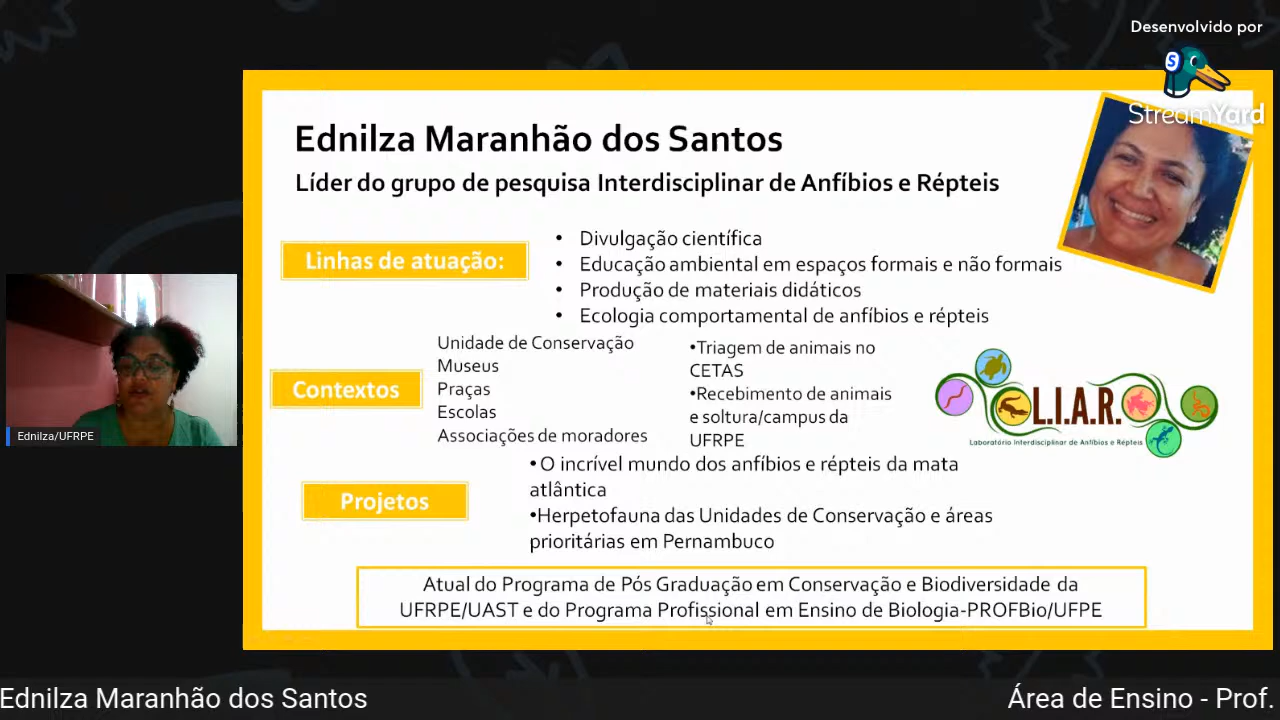 Desenvolvido por
StreamYard
Ednilza Maranhão dos Santos
Líder do grupo de pesquisa Interdisciplinar de Anfíbios e Répteis
Linhas de atuação:
• Divulgação científica
• Educação ambiental em espaços formais e não formais
• Produção de materiais didáticos
• Ecologia comportamental de anfíbios e répteis
Contextos
Unidade de Conservação
Museus
Praças
Escolas
Associações de moradores
•Triagem de animais no
CETAS
•Recebimento de animais
e soltura/campus da
UFRPE
L.I.A.R.
Laboratório Interdisciplinar de Anfíbios e Répteis
Ednilza/UFRPE
Projetos
• O incrível mundo dos anfíbios e répteis da mata
atlântica
•Herpetofauna das Unidades de Conservação e áreas
prioritárias em Pernambuco
Atual do Programa de Pós Graduação em Conservação e Biodiversidade da
UFRPE/UAST e do Programa Profissional em Ensino de Biologia-PROFBio/UFPE
Ednilza Maranhão dos Santos
Área de Ensino - Prof.